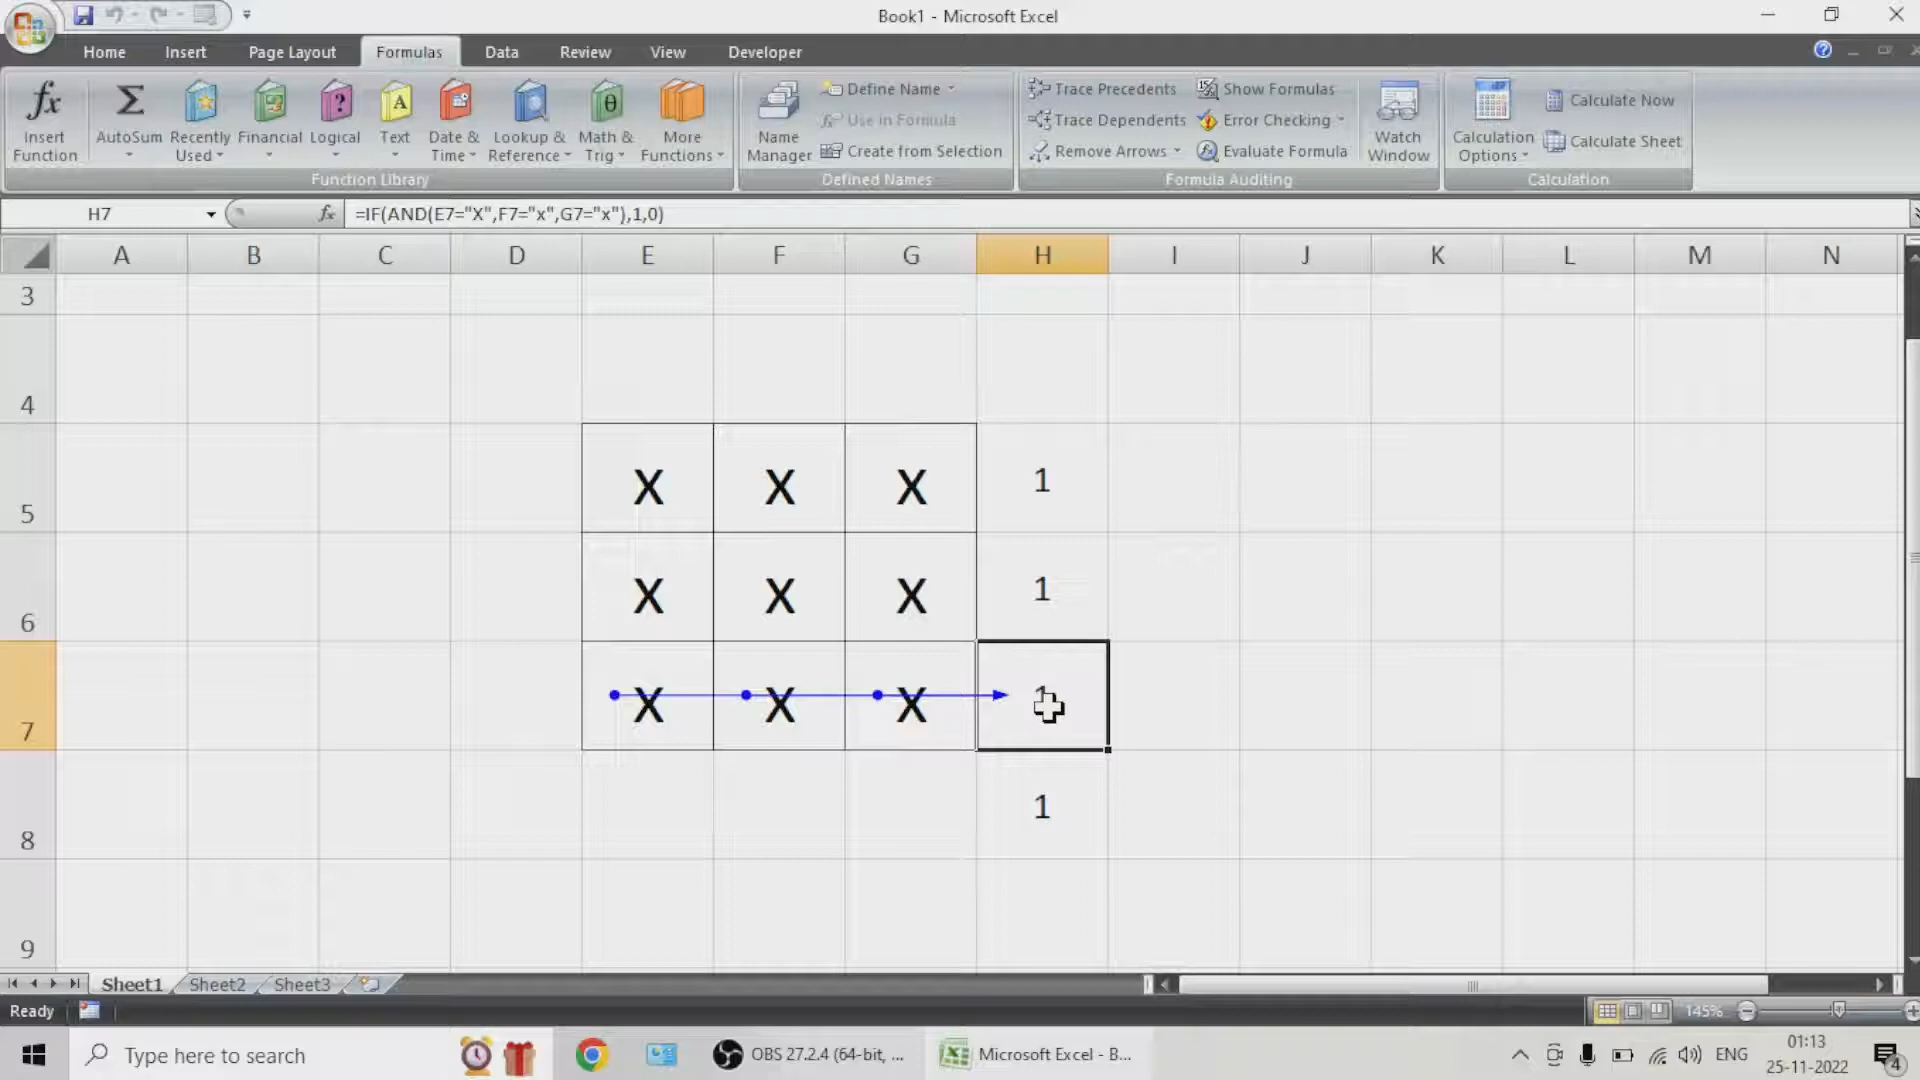 Book1 - Microsoft Excel
Home Insert Page Layout Formulas Data Review View Developer
fx Σ ? A θ
Insert Function
AutoSum
Recently Used
Financial
Logical
Text
Date & Time
Lookup & Reference
Math & Trig
More Functions
Function Library
Name Manager
Define Name
Use in Formula
Create from Selection
Defined Names
Trace Precedents
Trace Dependents
Remove Arrows
Show Formulas
Error Checking
Evaluate Formula
Formula Auditing
Watch Window
Calculation Options
Calculate Now
Calculate Sheet
Calculation
H7 fx =IF(AND(E7="X",F7="x",G7="x"),1,0)
A B C D E F G H I J K L M N
3
4
5 X X X 1
6 X X X 1
7 X X X 1
8 1
9
Sheet1 Sheet2 Sheet3
Ready 145%
Type here to search
OBS 27.2.4 (64-bit, ...
Microsoft Excel - B...
ENG
01:13
25-11-2022
4